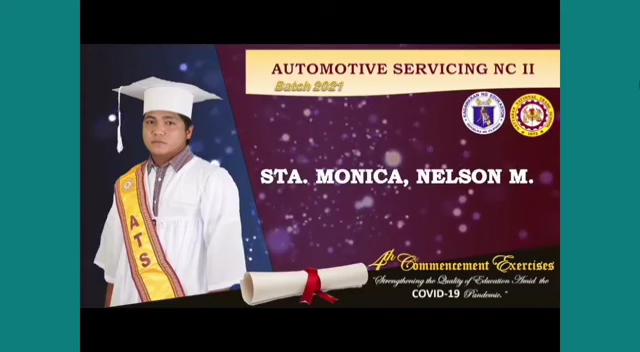 AUTOMOTIVE SERVICING NC II
Batch 2021
STA. MONICA, NELSON M.
ATS
4th Commencement Exercises
"Strengthening the Quality of Education Amid the
COVID-19 Pandemic."